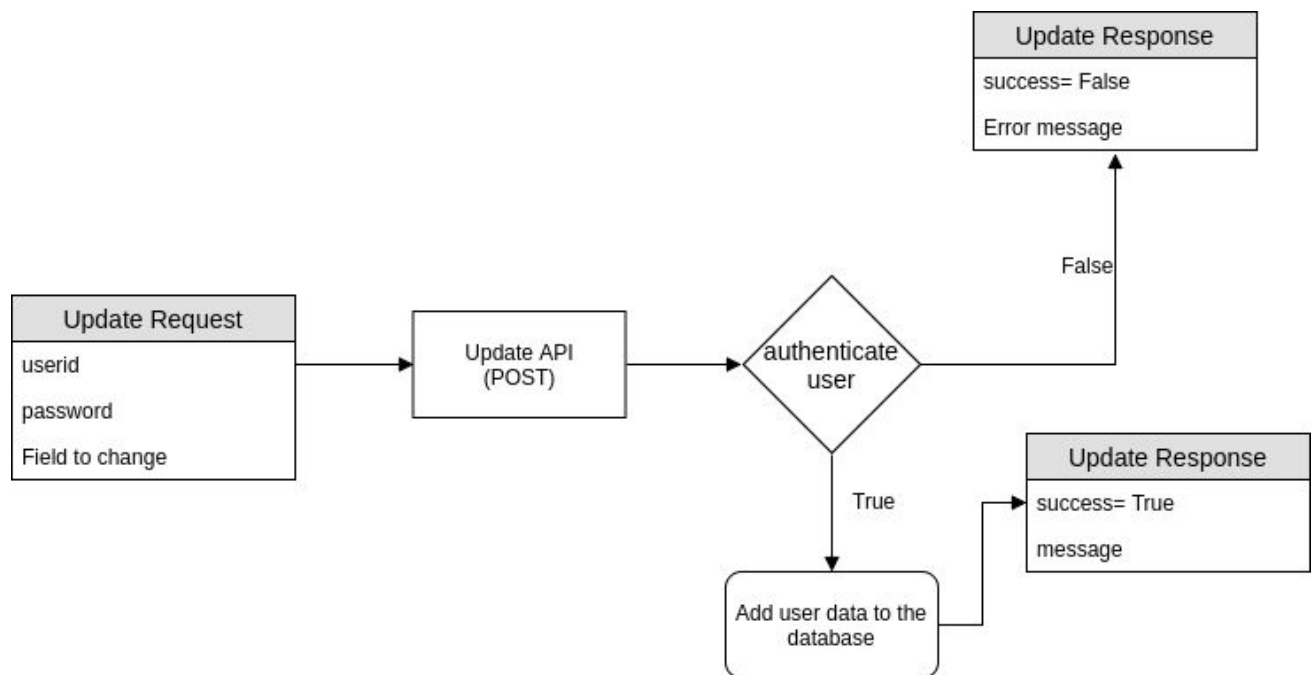 Update Response
success= False
Error message
False
Update Request
userid
password
Field to change
Update API
(POST)
authenticate
user
True
Update Response
success= True
message
Add user data to the
database